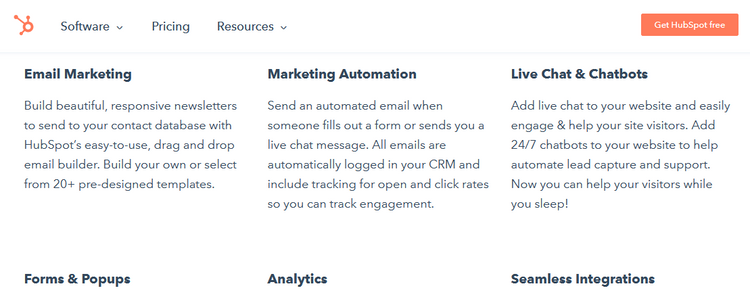 Software Pricing Resources Get HubSpot free
Email Marketing
Build beautiful, responsive newsletters
to send to your contact database with
HubSpot’s easy-to-use, drag and drop
email builder. Build your own or select
from 20+ pre-designed templates.
Marketing Automation
Send an automated email when
someone fills out a form or sends you a
live chat message. All emails are
automatically logged in your CRM and
include tracking for open and click rates
so you can track engagement.
Live Chat & Chatbots
Add live chat to your website and easily
engage & help your site visitors. Add
24/7 chatbots to your website to help
automate lead capture and support.
Now you can help your visitors while
you sleep!
Forms & Popups
Analytics
Seamless Integrations